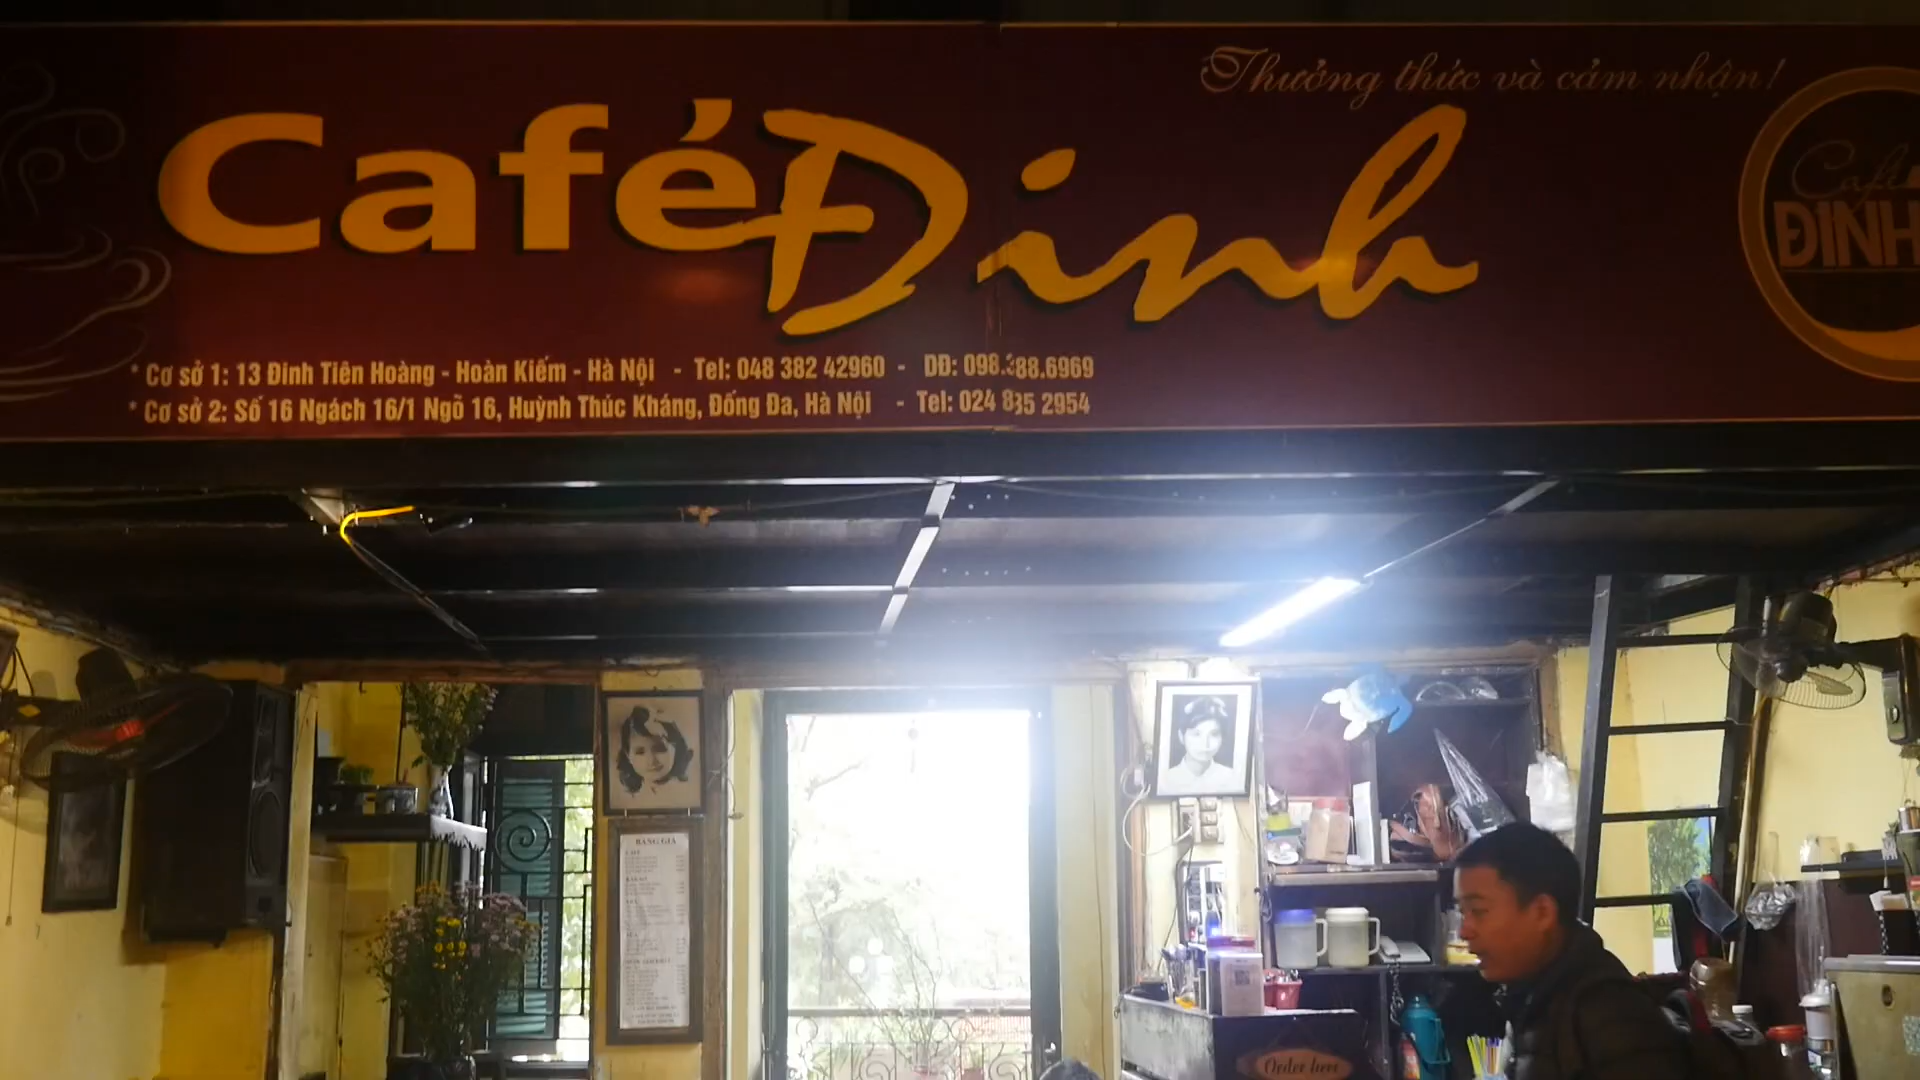 Thưởng thức và cảm nhận!
Café Đinh
Café
ĐINH
* Cơ sở 1: 13 Đinh Tiên Hoàng - Hoàn Kiếm - Hà Nội - Tel: 048 382 42960 - DĐ: 098.388.6969
* Cơ sở 2: Số 16 Ngách 16/1 Ngõ 16, Huỳnh Thúc Kháng, Đống Đa, Hà Nội - Tel: 024 835 2954
BẢNG GIÁ
Order here